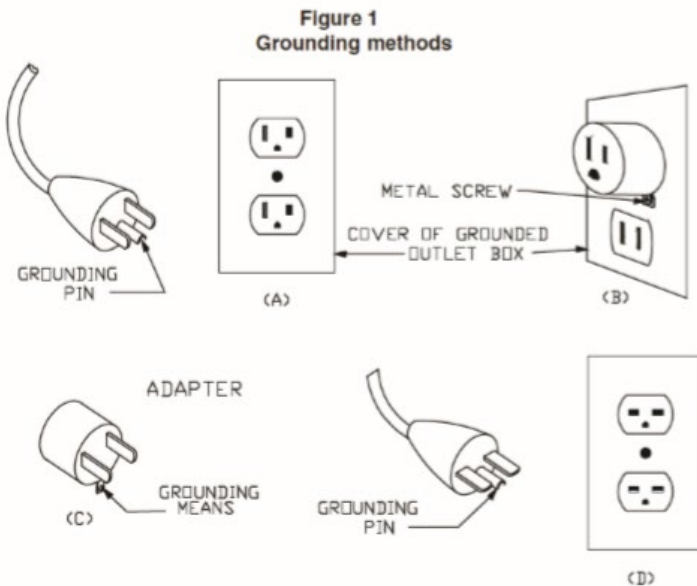 Figure 1
Grounding methods
METAL SCREW
COVER OF GROUNDED
OUTLET BOX
GROUNDING
PIN
(A)
(B)
ADAPTER
GROUNDING
MEANS
(C)
GROUNDING
PIN
(D)